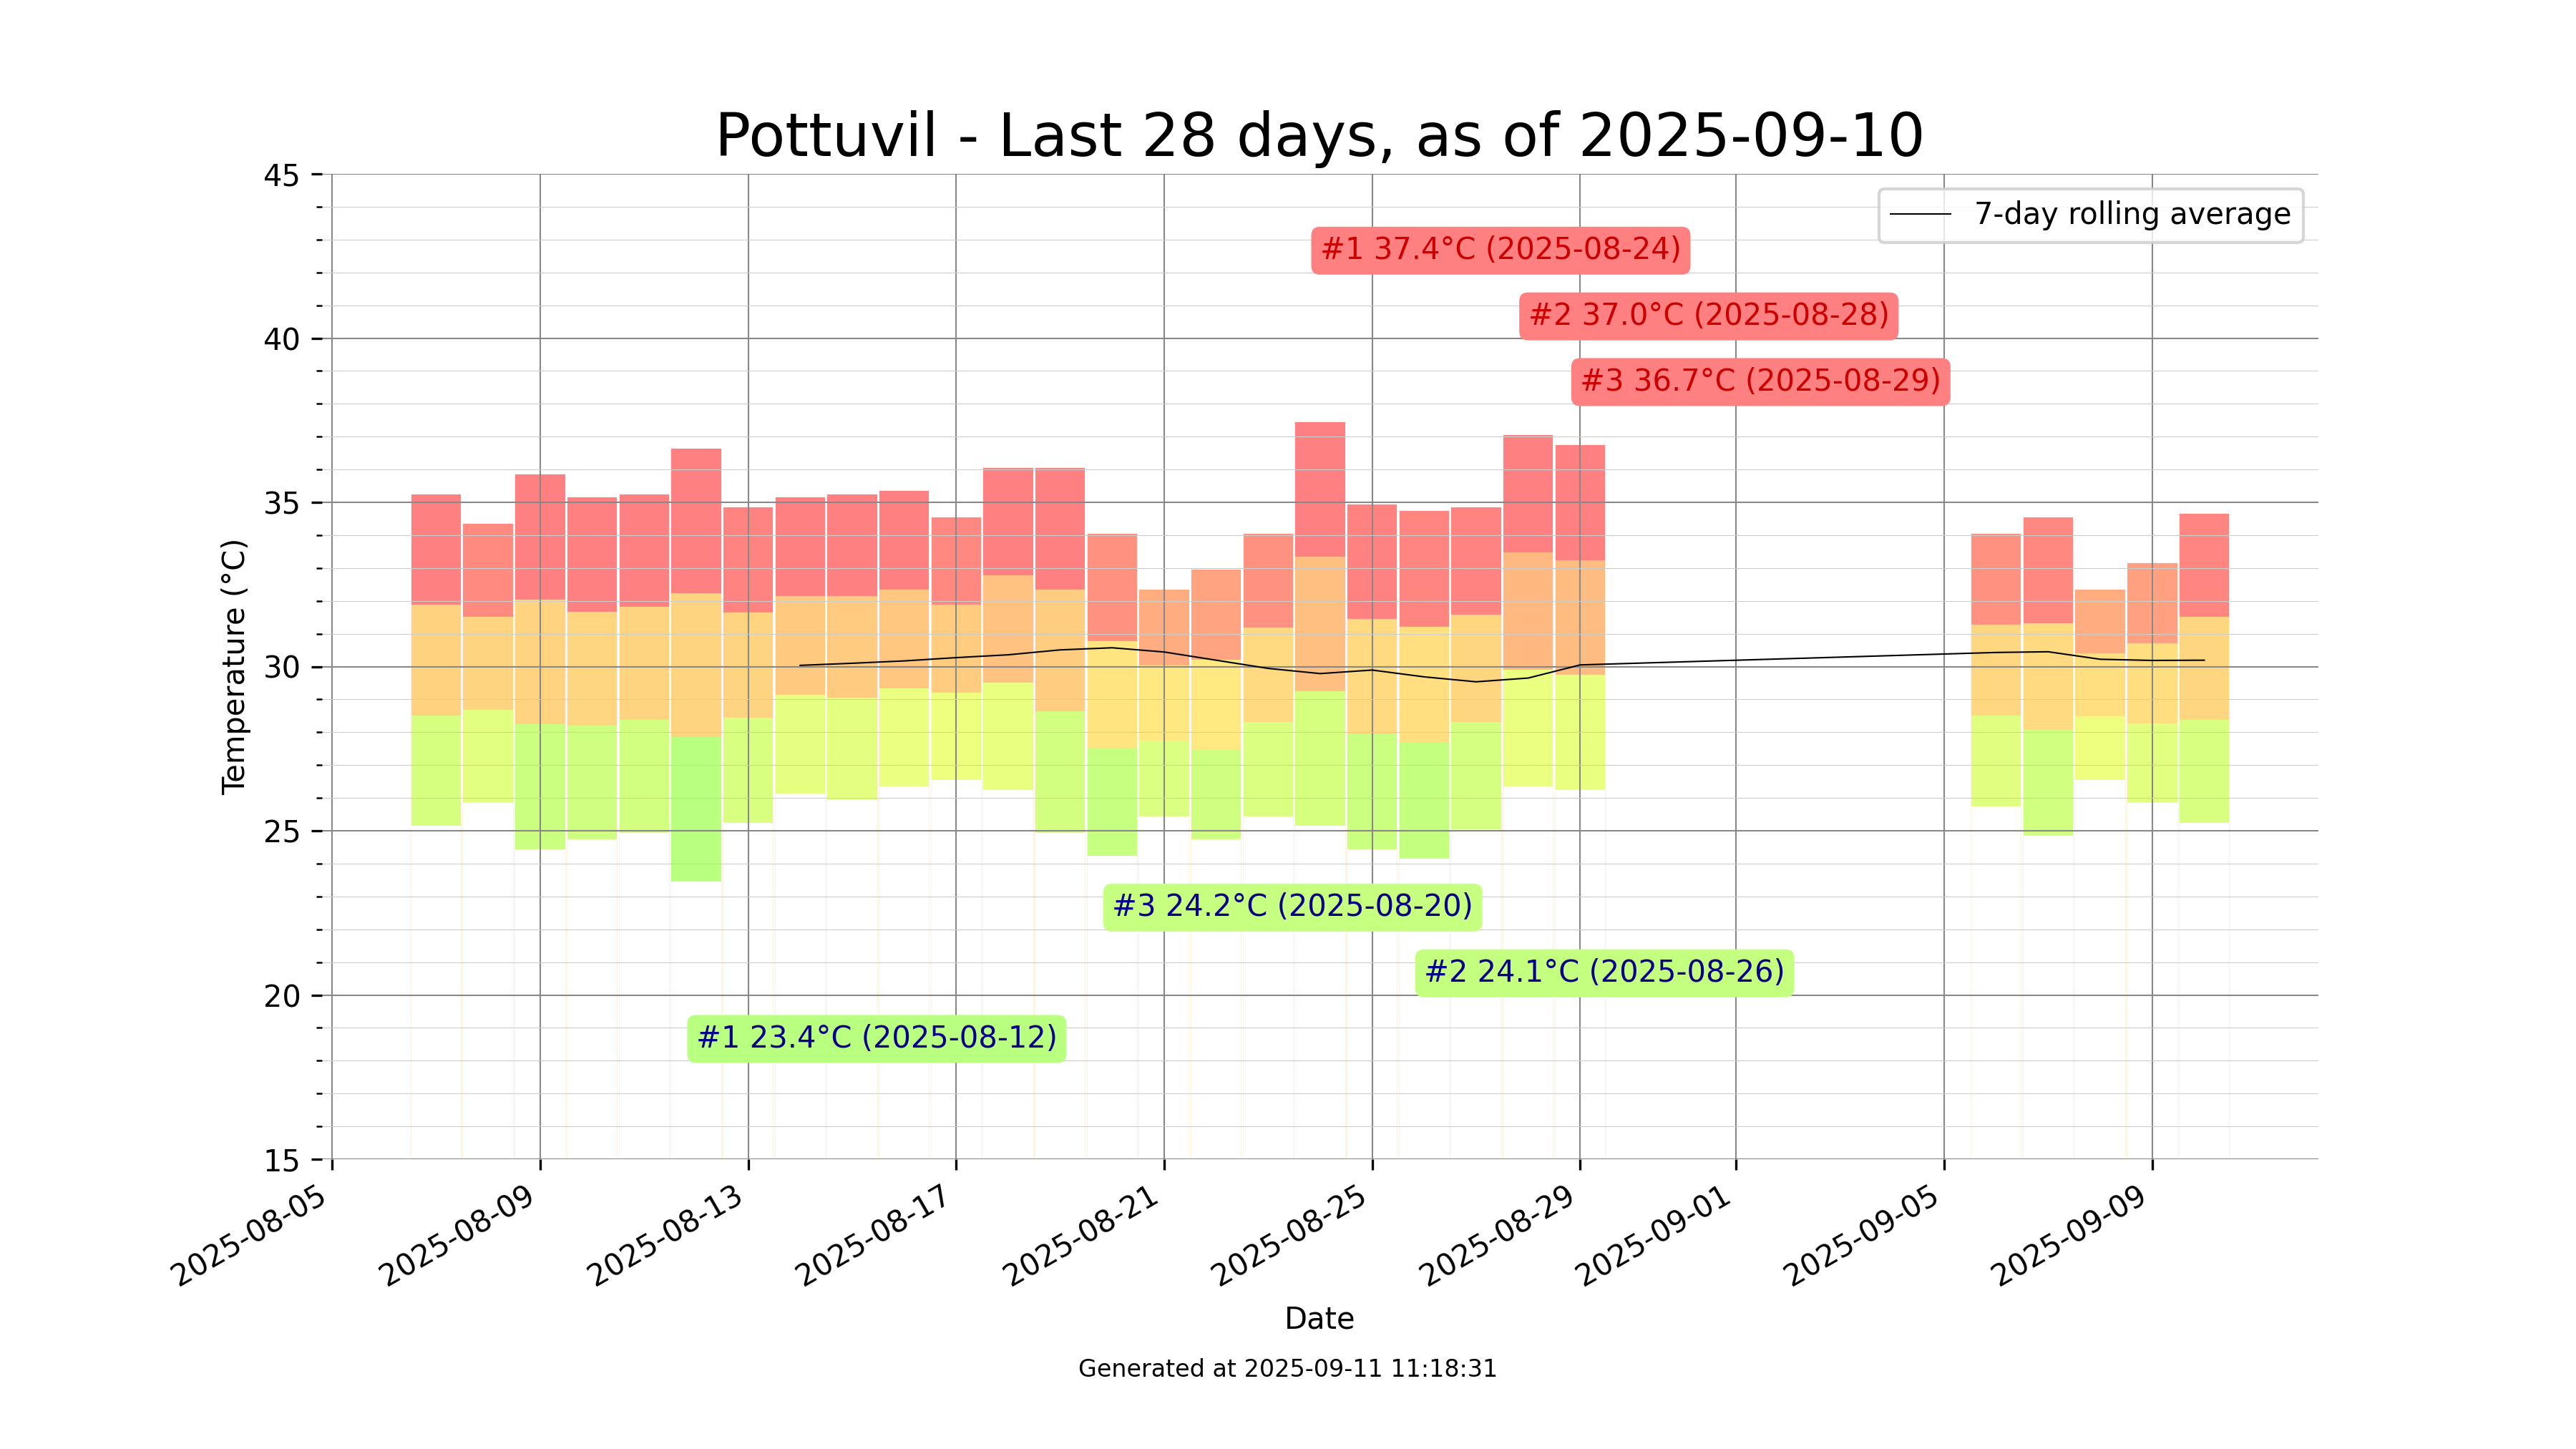 Pottuvil - Last 28 days, as of 2025-09-10
7-day rolling average
#1 37.4°C (2025-08-24)
#2 37.0°C (2025-08-28)
#3 36.7°C (2025-08-29)
#3 24.2°C (2025-08-20)
#2 24.1°C (2025-08-26)
#1 23.4°C (2025-08-12)
Temperature (°C)
45
40
35
30
25
20
15
2025-08-05
2025-08-09
2025-08-13
2025-08-17
2025-08-21
2025-08-25
2025-08-29
2025-09-01
2025-09-05
2025-09-09
Date
Generated at 2025-09-11 11:18:31